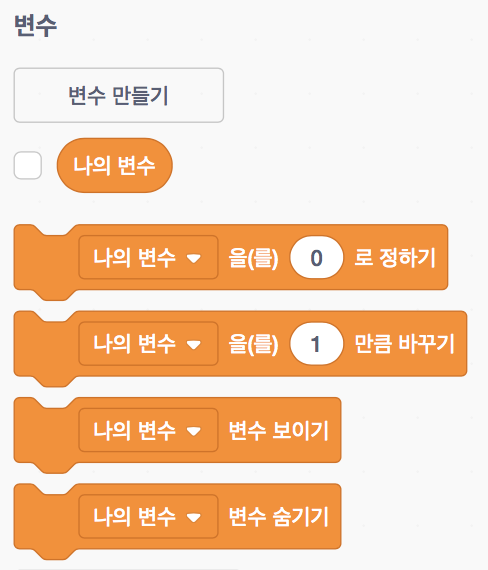 변수
변수 만들기
나의 변수
나의 변수 을(를) 0 로 정하기
나의 변수 을(를) 1 만큼 바꾸기
나의 변수 변수 보이기
나의 변수 변수 숨기기